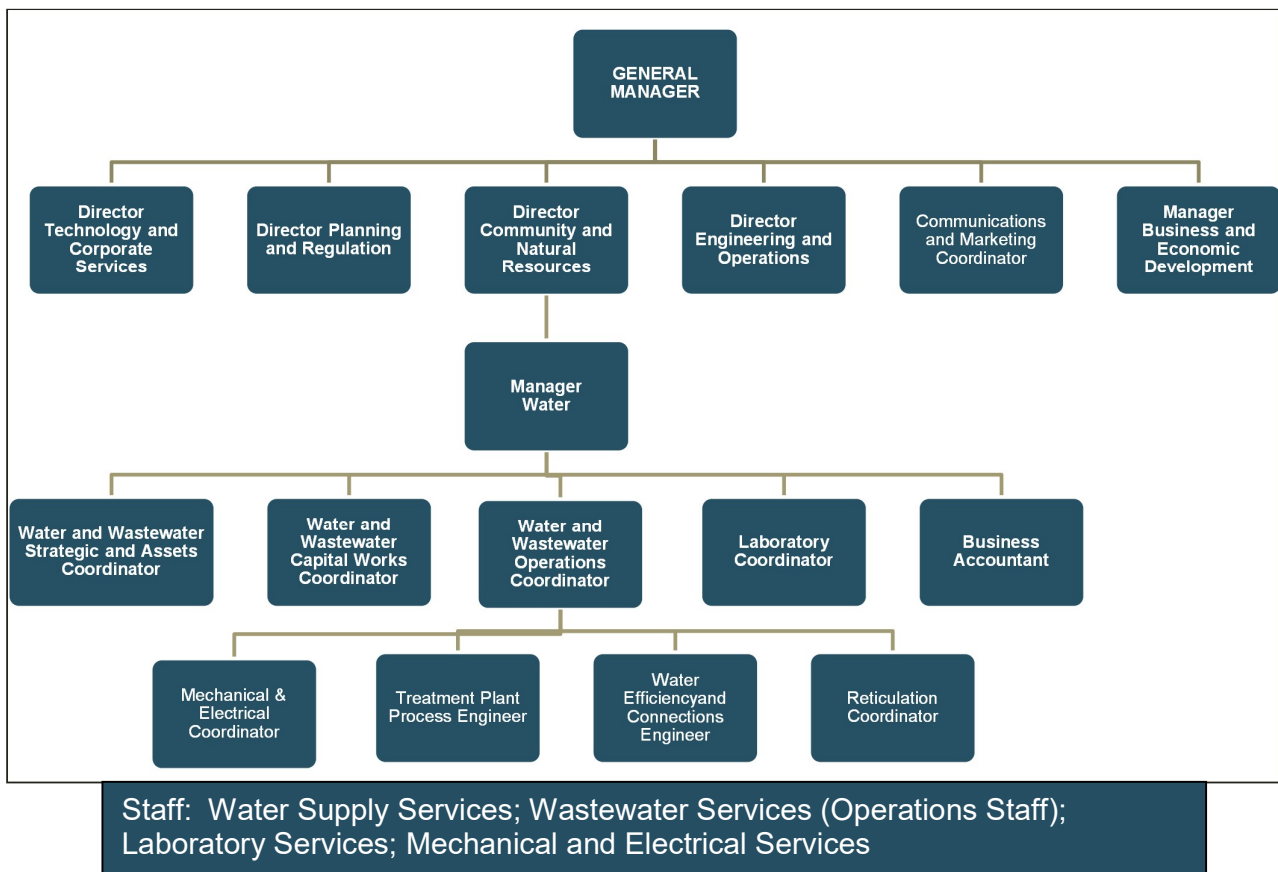 GENERAL
MANAGER
Director
Technology and
Corporate
Services
Director Planning
and Regulation
Director
Community and
Natural
Resources
Director
Engineering and
Operations
Communications
and Marketing
Coordinator
Manager
Business and
Economic
Development
Manager
Water
Water and Wastewater
Strategic and Assets
Coordinator
Water and
Wastewater
Capital Works
Coordinator
Water and
Wastewater
Operations
Coordinator
Laboratory
Coordinator
Business
Accountant
Mechanical &
Electrical
Coordinator
Treatment Plant
Process Engineer
Water
Efficiencyand
Connections
Engineer
Reticulation
Coordinator
Staff: Water Supply Services; Wastewater Services (Operations Staff);
Laboratory Services; Mechanical and Electrical Services